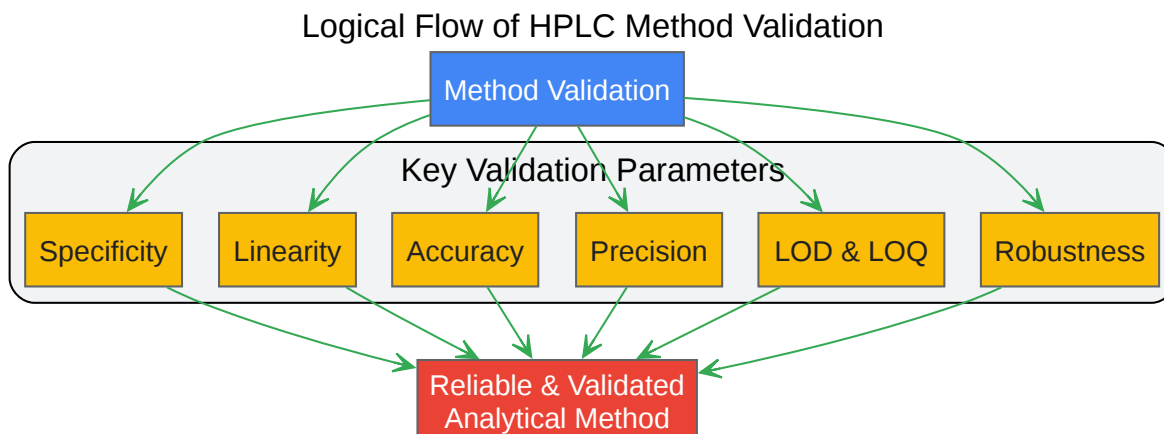 Logical Flow of HPLC Method Validation
Method Validation
Key Validation Parameters
Specificity
Linearity
Accuracy
Precision
LOD & LOQ
Robustness
Reliable & Validated
Analytical Method